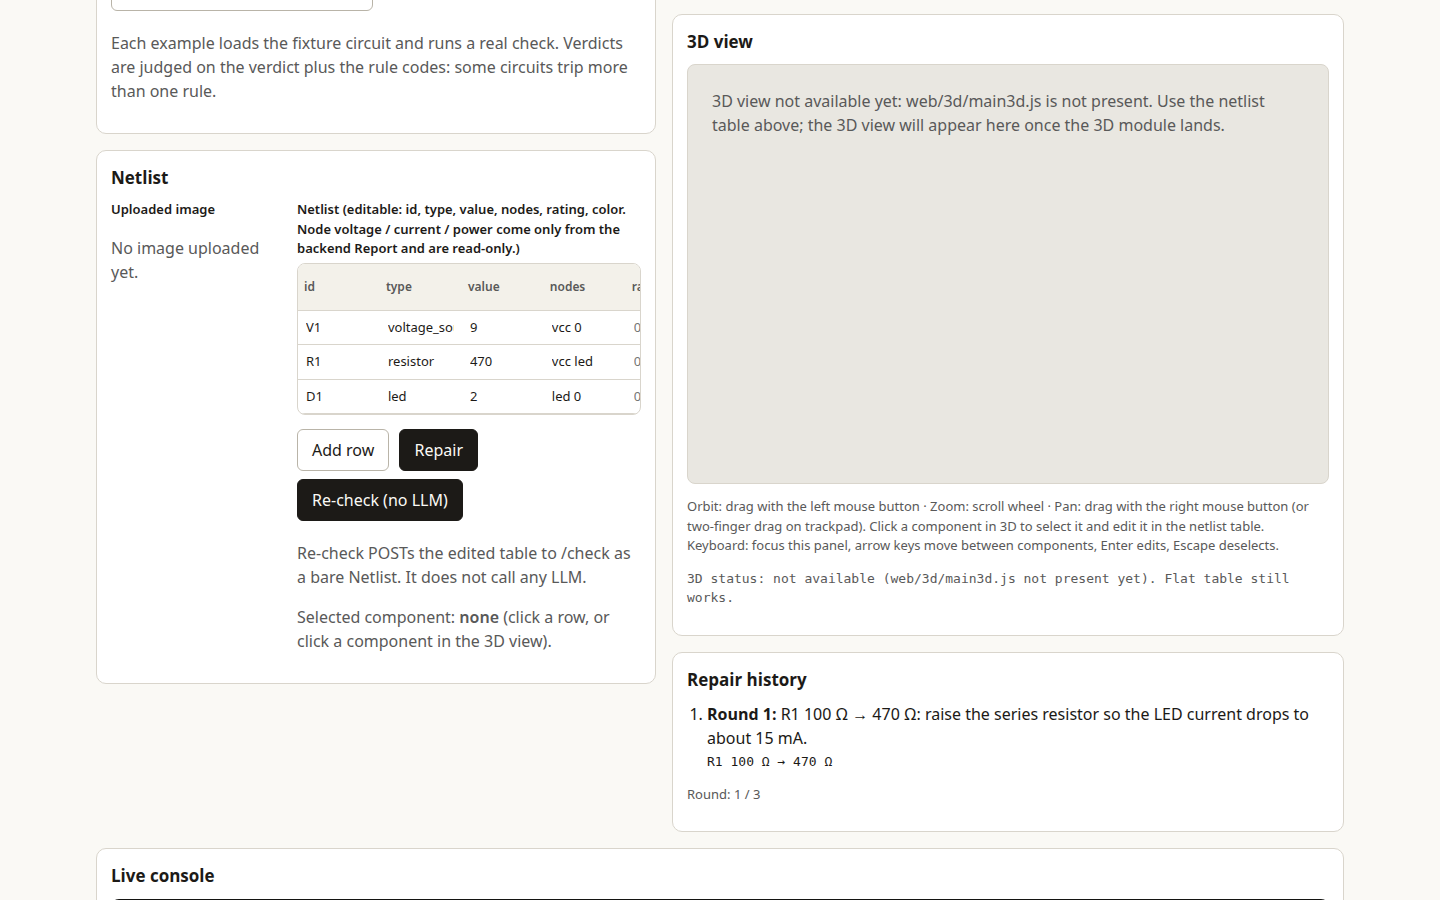 Each example loads the fixture circuit and runs a real check. Verdicts
are judged on the verdict plus the rule codes: some circuits trip more
than one rule.
Netlist
Uploaded image
No image uploaded
yet.
Netlist (editable: id, type, value, nodes, rating, color.
Node voltage / current / power come only from the
backend Report and are read-only.)
id type value nodes ra
V1 voltage_so 9 vcc 0 0
R1 resistor 470 vcc led 0
D1 led 2 led 0 0
Add row Repair
Re-check (no LLM)
Re-check POSTs the edited table to /check as
a bare Netlist. It does not call any LLM.
Selected component: none (click a row, or
click a component in the 3D view).
3D view
3D view not available yet: web/3d/main3d.js is not present. Use the netlist
table above; the 3D view will appear here once the 3D module lands.
Orbit: drag with the left mouse button · Zoom: scroll wheel · Pan: drag with the right mouse button (or
two-finger drag on trackpad). Click a component in 3D to select it and edit it in the netlist table.
Keyboard: focus this panel, arrow keys move between components, Enter edits, Escape deselects.
3D status: not available (web/3d/main3d.js not present yet). Flat table still
works.
Repair history
1. Round 1: R1 100 Ω → 470 Ω: raise the series resistor so the LED current drops to
about 15 mA.
R1 100 Ω → 470 Ω
Round: 1 / 3
Live console